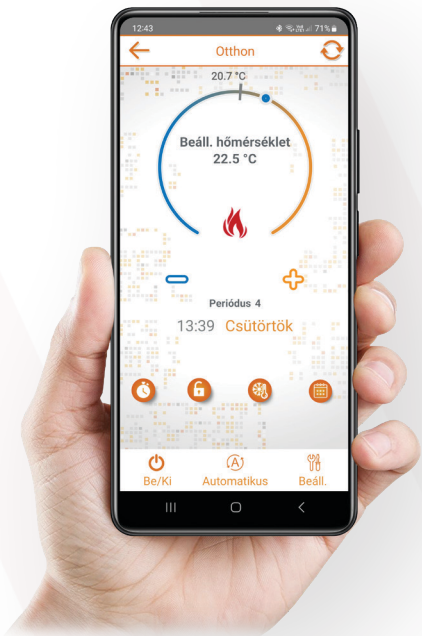 12:43 71%
Otthon
20.7 °C
Beáll. hőmérséklet
22.5 °C
Periódus 4
13:39 Csütörtök
Be/Ki Automatikus Beáll.